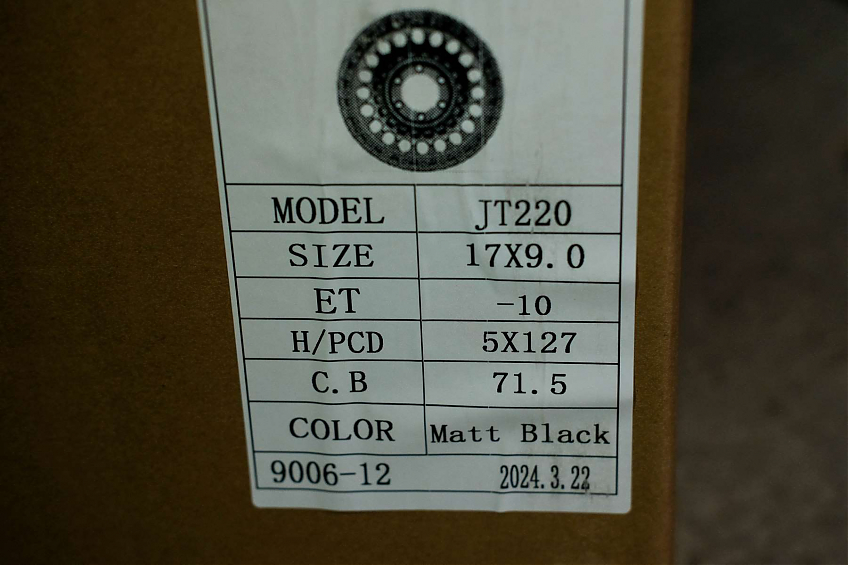 MODEL JT220
SIZE 17X9.0
ET -10
H/PCD 5X127
C.B 71.5
COLOR Matt Black
9006-12 2024.3.22